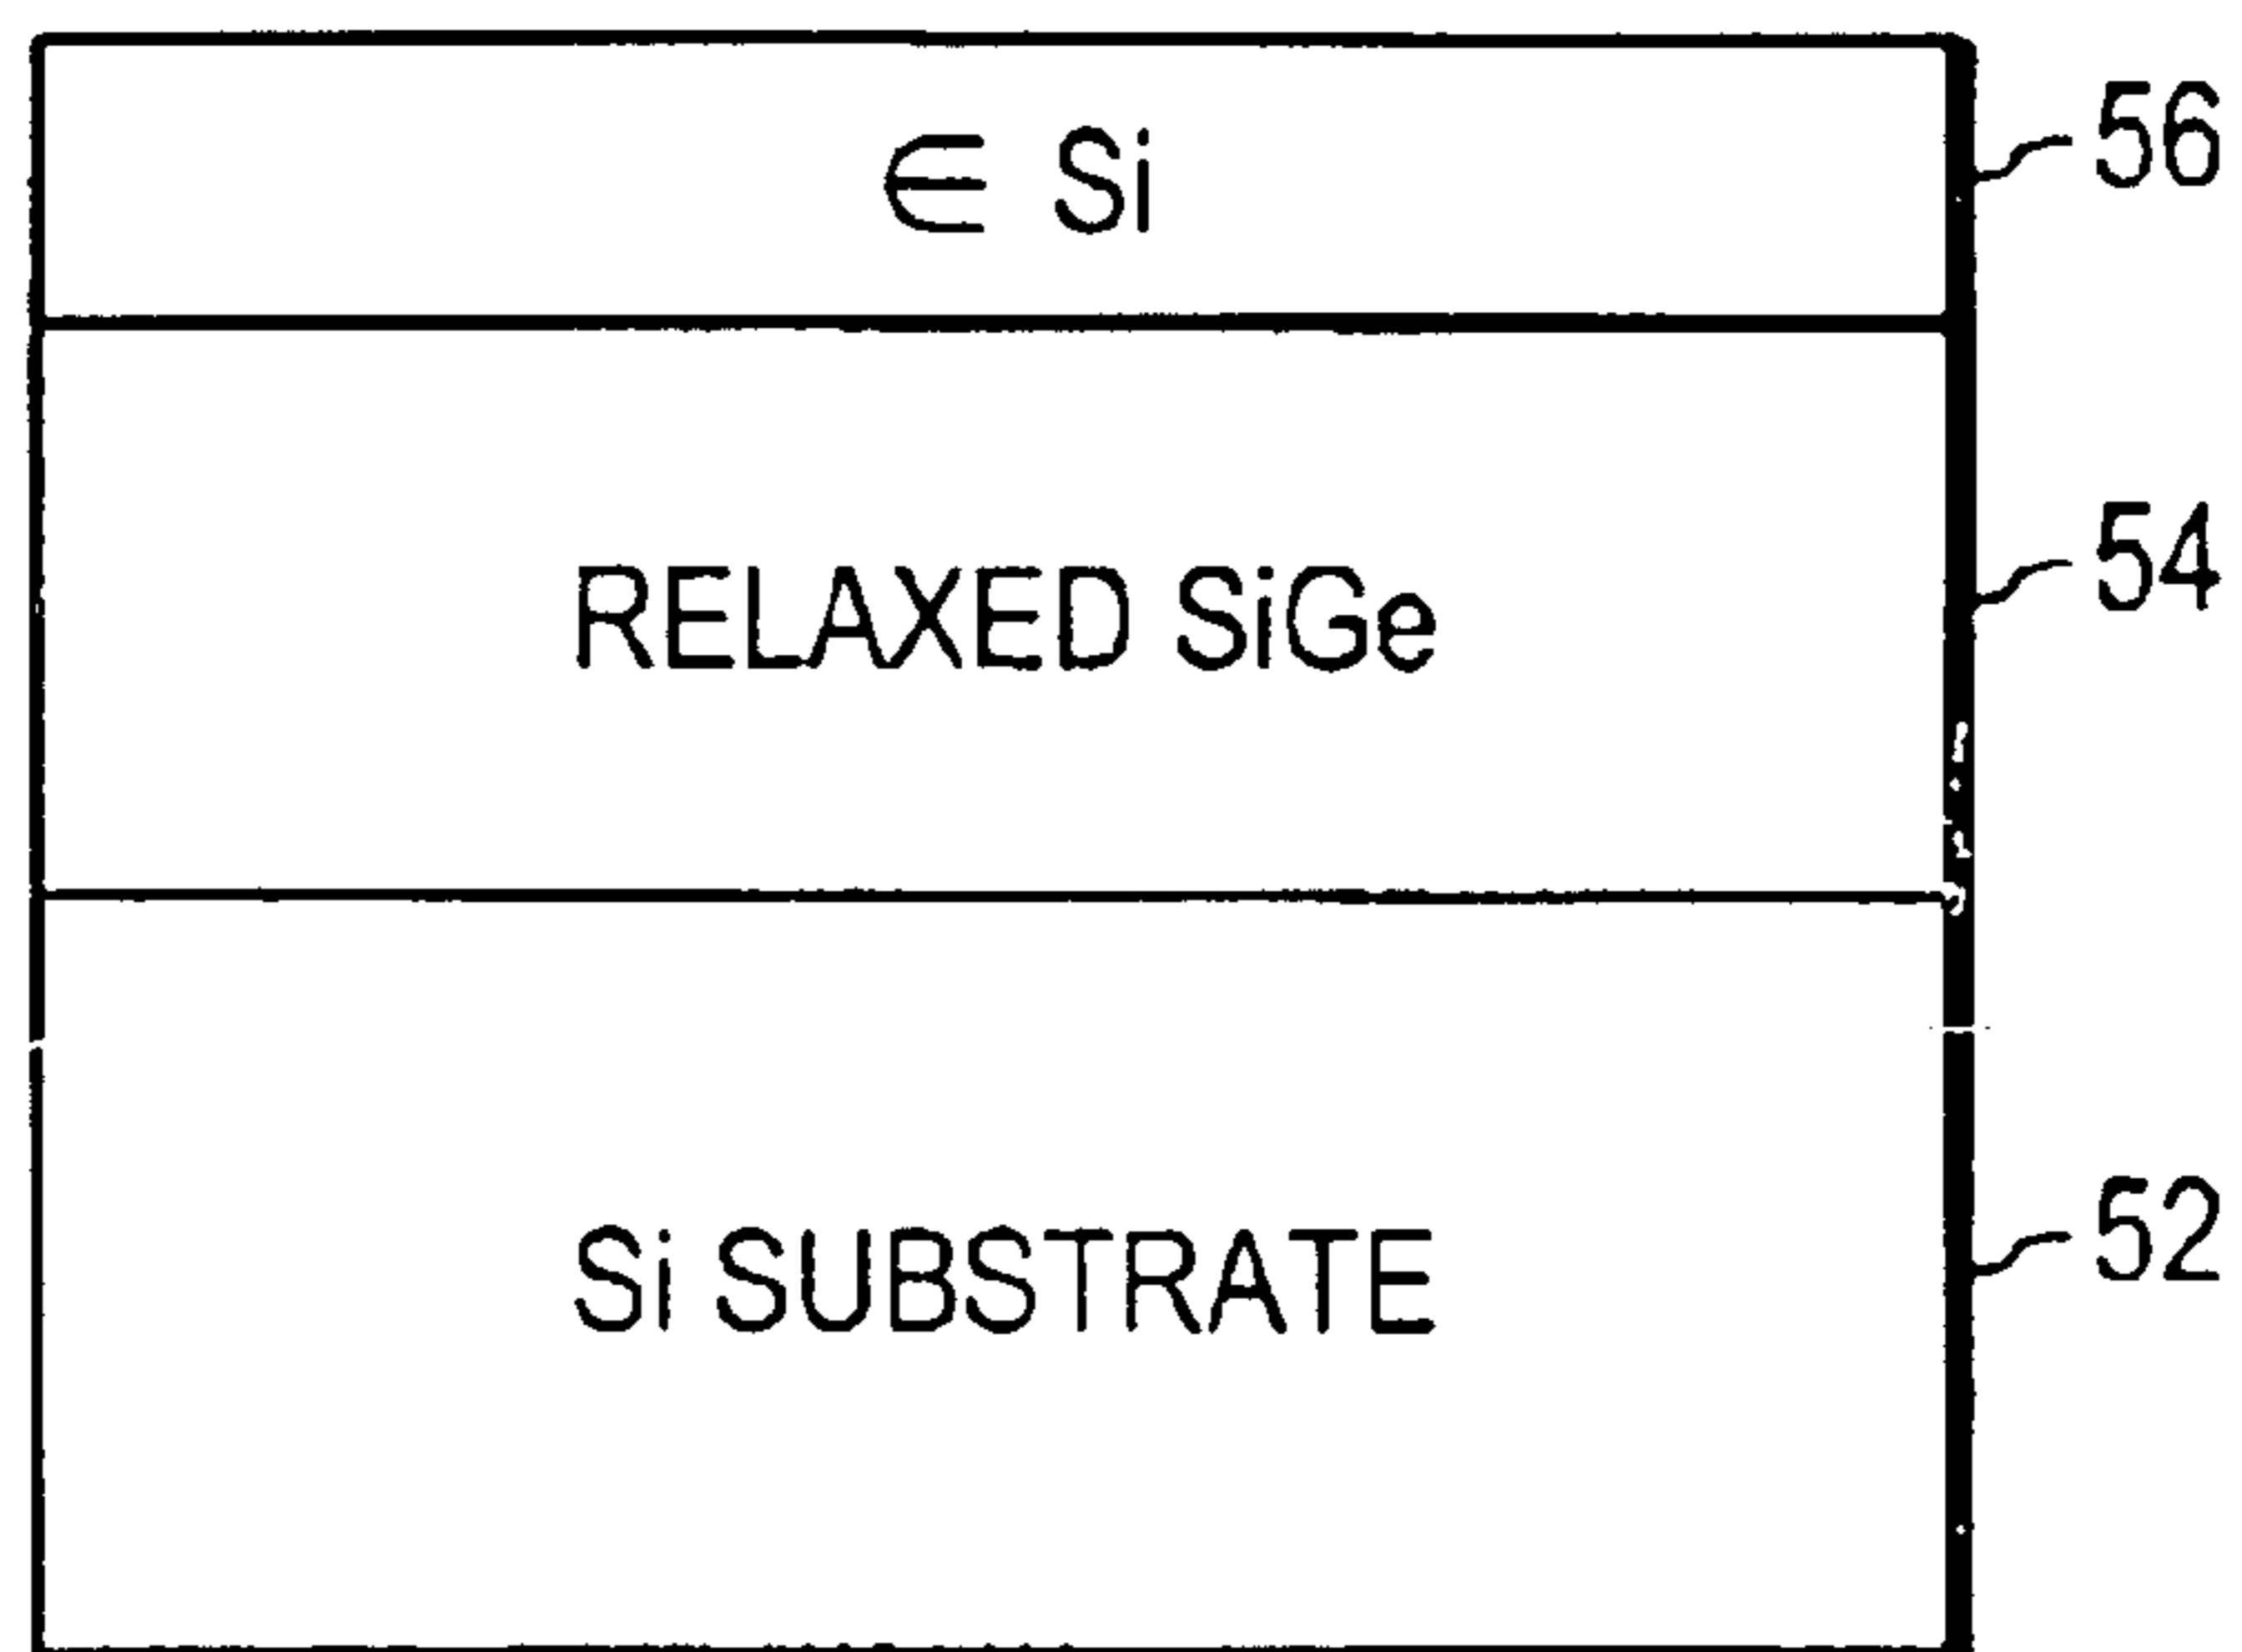 ∈ Si
56
RELAXED SiGe
54
Si SUBSTRATE
52